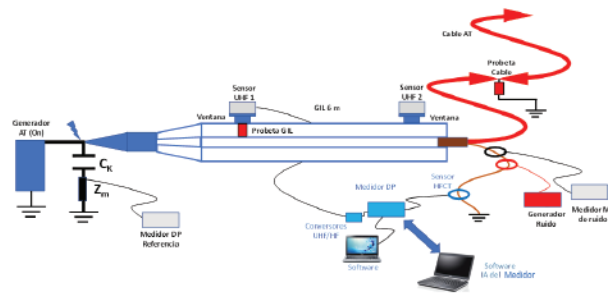 Cable AT
Probeta
Cable
Sensor
UHF 1
Sensor
UHF 2
GIL 6 m
Generador
AT (On)
Ventana
Ventana
Probeta GIL
CK
Zm
Medidor DP
Referencia
Medidor DP
Sensor
HFCT
Conversores
UHF/HF
Software
Generador
Ruido
Medidor M
de ruido
Software
IA del Medidor